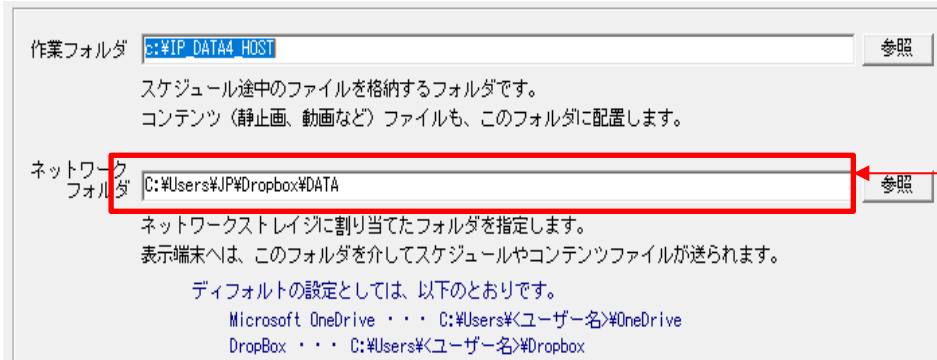 作業フォルダ c:¥IP_DATA4_HOST 参照
スケジュール途中のファイルを格納するフォルダです。
コンテンツ（静止画、動画など）ファイルも、このフォルダに配置します。
ネットワーク
フォルダ C:¥Users¥JP¥Dropbox¥DATA 参照
ネットワークストレイジに割り当てたフォルダを指定します。
表示端末へは、このフォルダを介してスケジュールやコンテンツファイルが送られます。
ディフォルトの設定としては、以下のとおりです。
Microsoft OneDrive ・・・ C:¥Users¥<ユーザー名>¥OneDrive
DropBox ・・・ C:¥Users¥<ユーザー名>¥Dropbox